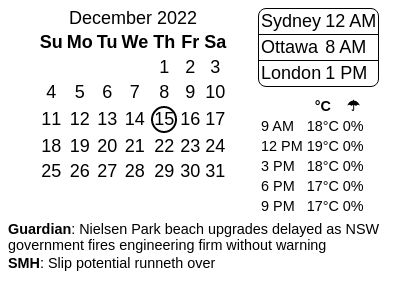 December 2022
Su Mo Tu We Th Fr Sa
1 2 3
4 5 6 7 8 9 10
11 12 13 14 15 16 17
18 19 20 21 22 23 24
25 26 27 28 29 30 31
Sydney 12 AM
Ottawa 8 AM
London 1 PM
°C ☂
9 AM 18°C 0%
12 PM 19°C 0%
3 PM 18°C 0%
6 PM 17°C 0%
9 PM 17°C 0%
Guardian: Nielsen Park beach upgrades delayed as NSW
government fires engineering firm without warning
SMH: Slip potential runneth over